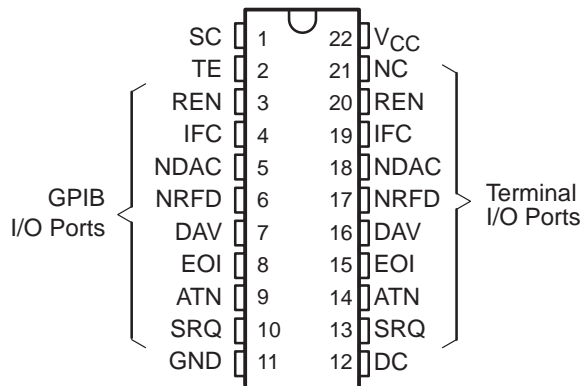 SC 1 22 VCC
TE 2 21 NC
REN 3 20 REN
IFC 4 19 IFC
NDAC 5 18 NDAC
NRFD 6 17 NRFD
DAV 7 16 DAV
EOI 8 15 EOI
ATN 9 14 ATN
SRQ 10 13 SRQ
GND 11 12 DC
GPIB
I/O Ports
Terminal
I/O Ports